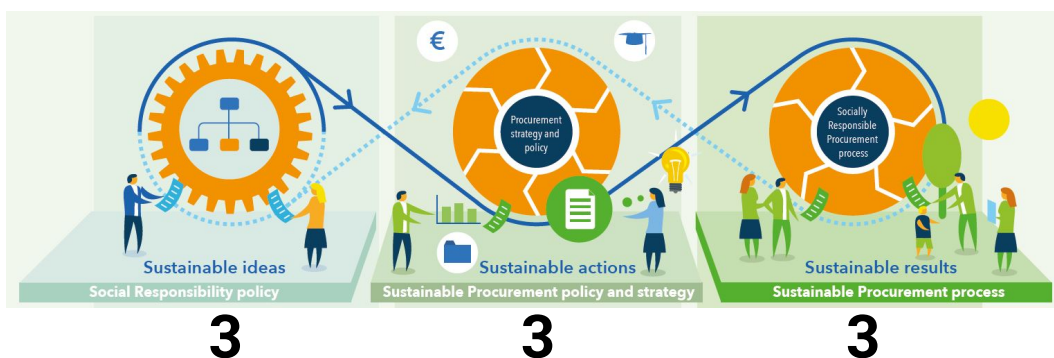 €
Procurement
strategy and
policy
Socially
Responsible
Procurement
process
Sustainable ideas
Sustainable actions
Sustainable results
Social Responsibility policy
Sustainable Procurement policy and strategy
Sustainable Procurement process
3
3
3